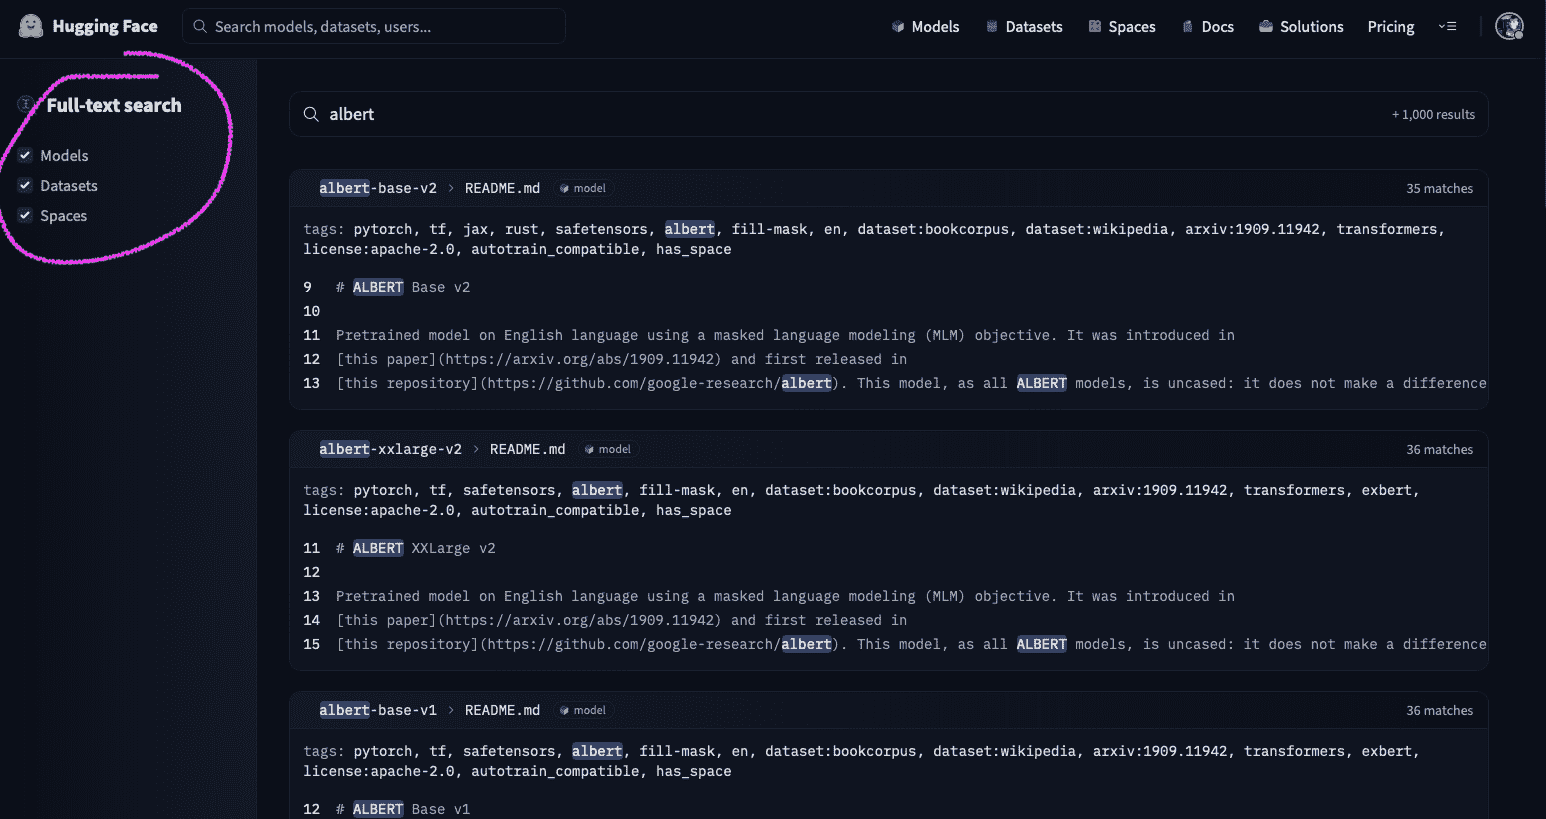 Hugging Face
Search models, datasets, users...
Models
Datasets
Spaces
Docs
Solutions
Pricing
Full-text search
Models
Datasets
Spaces
albert
+ 1,000 results
albert-base-v2 › README.md model 35 matches
tags: pytorch, tf, jax, rust, safetensors, albert, fill-mask, en, dataset:bookcorpus, dataset:wikipedia, arxiv:1909.11942, transformers,
license:apache-2.0, autotrain_compatible, has_space
9 # ALBERT Base v2
10
11 Pretrained model on English language using a masked language modeling (MLM) objective. It was introduced in
12 [this paper](https://arxiv.org/abs/1909.11942) and first released in
13 [this repository](https://github.com/google-research/albert). This model, as all ALBERT models, is uncased: it does not make a difference
albert-xxlarge-v2 › README.md model 36 matches
tags: pytorch, tf, safetensors, albert, fill-mask, en, dataset:bookcorpus, dataset:wikipedia, arxiv:1909.11942, transformers, exbert,
license:apache-2.0, autotrain_compatible, has_space
11 # ALBERT XXLarge v2
12
13 Pretrained model on English language using a masked language modeling (MLM) objective. It was introduced in
14 [this paper](https://arxiv.org/abs/1909.11942) and first released in
15 [this repository](https://github.com/google-research/albert). This model, as all ALBERT models, is uncased: it does not make a difference
albert-base-v1 › README.md model 36 matches
tags: pytorch, tf, safetensors, albert, fill-mask, en, dataset:bookcorpus, dataset:wikipedia, arxiv:1909.11942, transformers, exbert,
license:apache-2.0, autotrain_compatible, has_space
12 # ALBERT Base v1